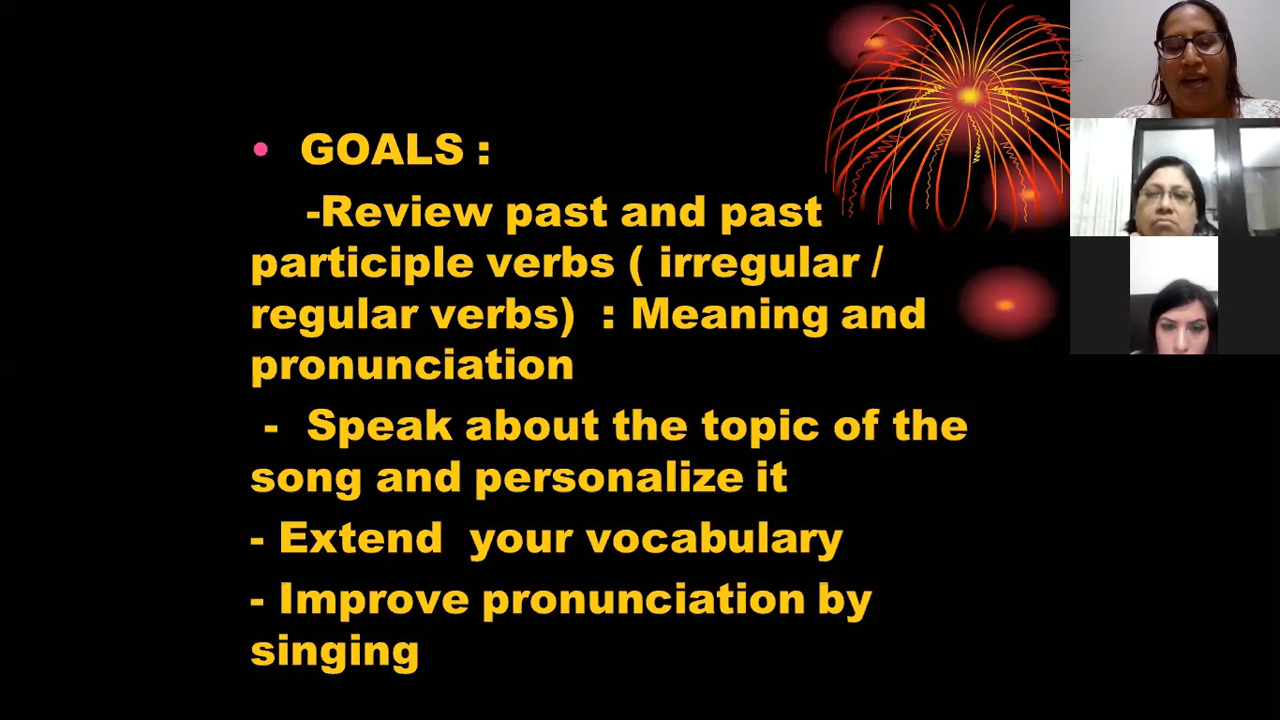 • GOALS :
-Review past and past
participle verbs ( irregular /
regular verbs) : Meaning and
pronunciation
- Speak about the topic of the
song and personalize it
- Extend your vocabulary
- Improve pronunciation by
singing